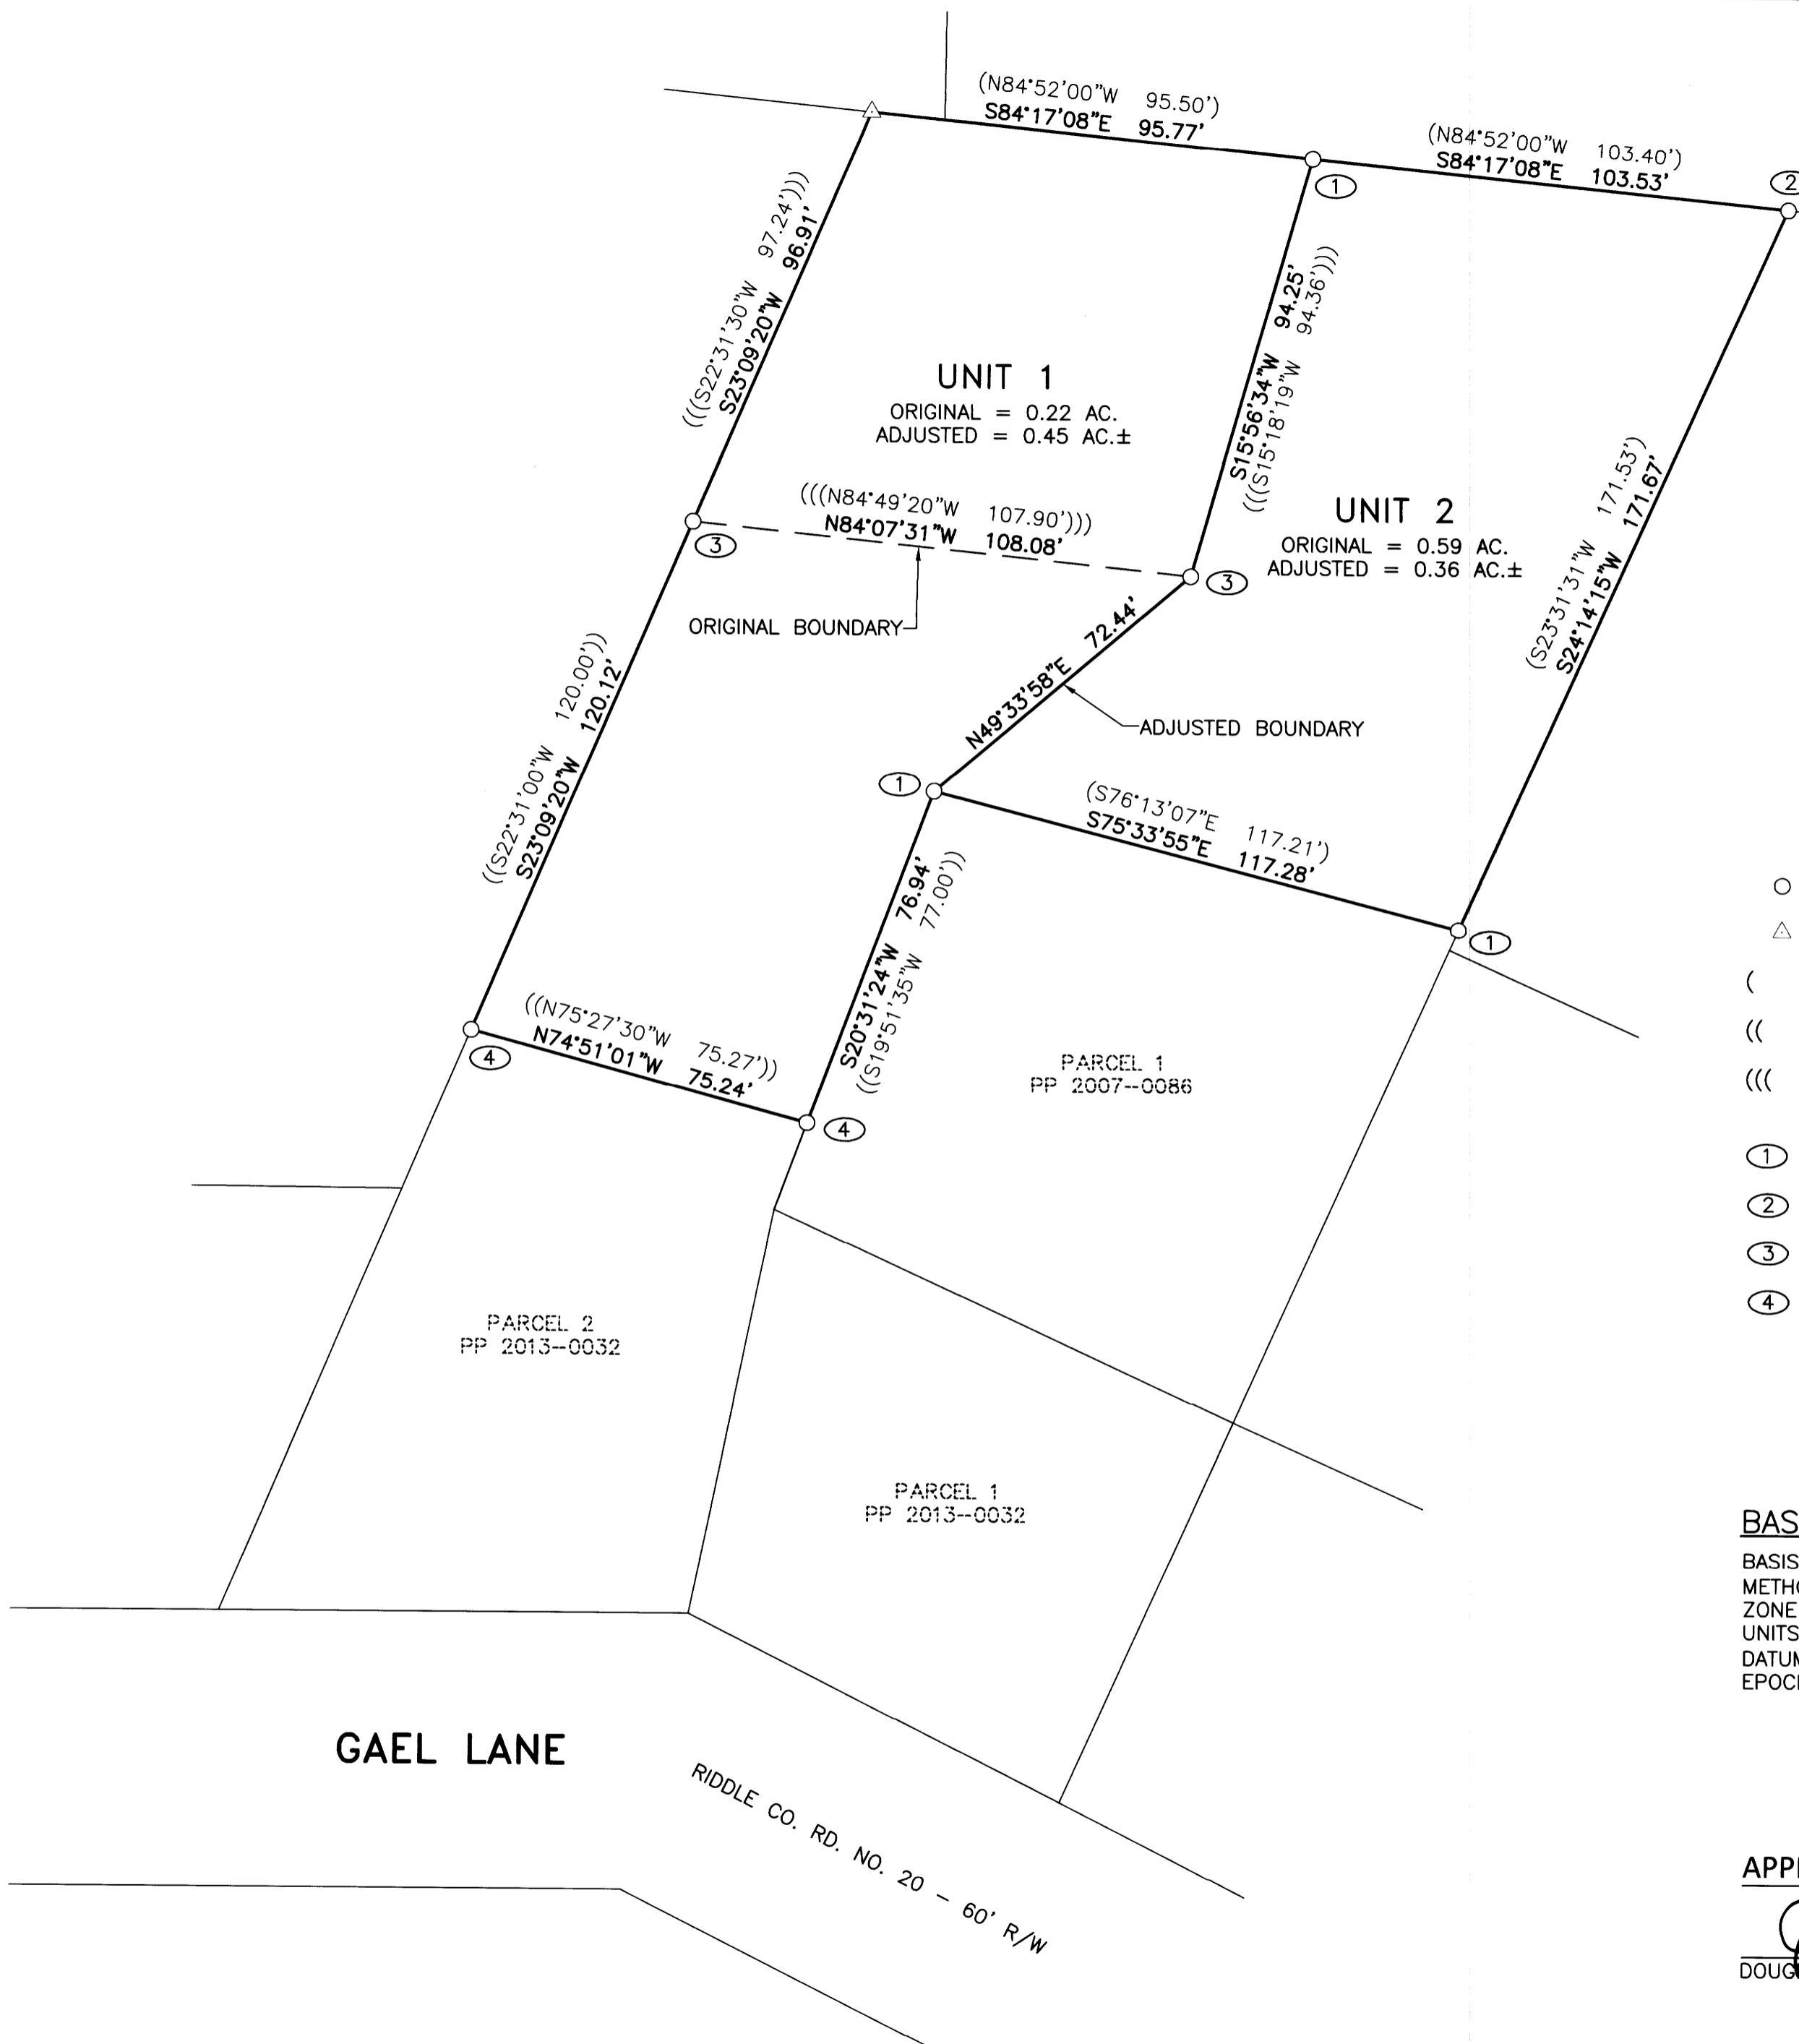 (N84°52'00"W 95.50')
S84°17'08"E 95.77'
(N84°52'00"W 103.40')
S84°17'08"E 103.53'
2
1
(((S22°31'30"W 97.24')))
S23°09'20"W 96.91'
S15°56'34"W 94.25'
(((S15°18'19"W 94.36')))
UNIT 1
ORIGINAL = 0.22 AC.
ADJUSTED = 0.45 AC.±
(((N84°49'20"W 107.90')))
N84°07'31"W 108.08'
3
UNIT 2
ORIGINAL = 0.59 AC.
ADJUSTED = 0.36 AC.±
3
(S23°31'31"W 171.53')
S24°14'15"W 171.67'
ORIGINAL BOUNDARY
N49°33'58"E 72.44'
ADJUSTED BOUNDARY
((S22°31'00"W 120.00'))
S23°09'20"W 120.12'
1
(S76°13'07"E 117.21')
S75°33'55"E 117.28'
1
S20°31'24"W 76.94'
((S19°51'35"W 77.00'))
((N75°27'30"W 75.27'))
N74°51'01"W 75.24'
4
4
PARCEL 1
PP 2007-0086
(
((
(((
1
2
3
4
PARCEL 2
PP 2013-0032
PARCEL 1
PP 2013-0032
BAS
BASIS
METH
ZONE
UNITS
DATUM
EPOC
GAEL LANE
RIDDLE CO. RD. NO. 20 - 60' R/W
APP
DOUG